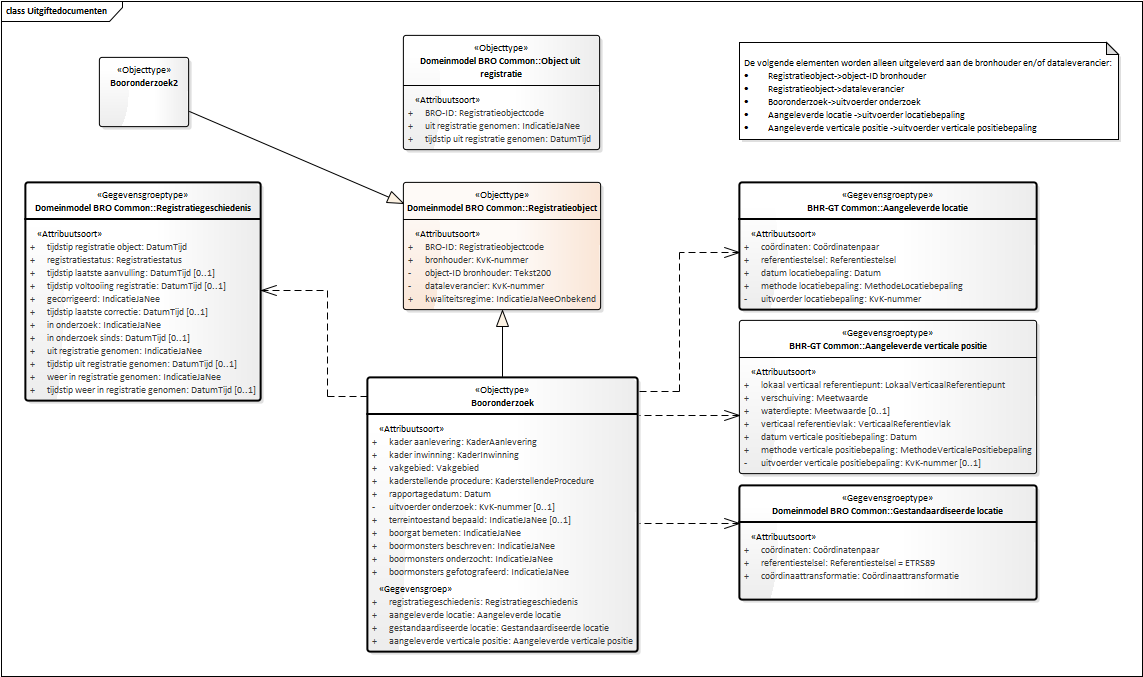 class Uitgiftedocumenten
«Objecttype»
Booronderzoek2
«Objecttype»
Domeinmodel BRO Common::Object uit
registratie
«Attribuutsoort»
+ BRO-ID: Registratieobjectcode
+ uit registratie genomen: IndicatieJaNee
+ tijdstip uit registratie genomen: DatumTijd
De volgende elementen worden alleen uitgeleverd aan de bronhouder en/of dataleverancier:
• Registratieobject->object-ID bronhouder
• Registratieobject->dataleverancier
• Booronderzoek->uitvoerder onderzoek
• Aangeleverde locatie ->uitvoerder locatiebepaling
• Aangeleverde verticale positie ->uitvoerder verticale positiebepaling
«Gegevensgroeptype»
Domeinmodel BRO Common::Registratiegeschiedenis
«Attribuutsoort»
+ tijdstip registratie object: DatumTijd
+ registratiestatus: Registratiestatus
+ tijdstip laatste aanvulling: DatumTijd [0..1]
+ tijdstip voltooiing registratie: DatumTijd [0..1]
+ gecorrigeerd: IndicatieJaNee
+ tijdstip laatste correctie: DatumTijd [0..1]
+ in onderzoek: IndicatieJaNee
+ in onderzoek sinds: DatumTijd [0..1]
+ uit registratie genomen: IndicatieJaNee
+ tijdstip uit registratie genomen: DatumTijd [0..1]
+ weer in registratie genomen: IndicatieJaNee
+ tijdstip weer in registratie genomen: DatumTijd [0..1]
«Objecttype»
Domeinmodel BRO Common::Registratieobject
«Attribuutsoort»
+ BRO-ID: Registratieobjectcode
+ bronhouder: KvK-nummer
- object-ID bronhouder: Tekst200
- dataleverancier: KvK-nummer
+ kwaliteitsregime: IndicatieJaNeeOnbekend
«Gegevensgroeptype»
BHR-GT Common::Aangeleverde locatie
«Attribuutsoort»
+ coördinaten: Coördinatenpaar
+ referentiestelsel: Referentiestelsel
+ datum locatiebepaling: Datum
+ methode locatiebepaling: MethodeLocatiebepaling
- uitvoerder locatiebepaling: KvK-nummer
«Gegevensgroeptype»
BHR-GT Common::Aangeleverde verticale positie
«Attribuutsoort»
+ lokaal verticaal referentiepunt: LokaalVerticaalReferentiepunt
+ verschuiving: Meetwaarde
+ waterdiepte: Meetwaarde [0..1]
+ verticaal referentievlak: VerticaalReferentievlak
+ datum verticale positiebepaling: Datum
+ methode verticale positiebepaling: MethodeVerticalePositiebepaling
- uitvoerder verticale positiebepaling: KvK-nummer [0..1]
«Objecttype»
Booronderzoek
«Attribuutsoort»
+ kader aanlevering: KaderAanlevering
+ kader inwinning: KaderInwinning
+ vakgebied: Vakgebied
+ kaderstellende procedure: KaderstellendeProcedure
+ rapportagedatum: Datum
- uitvoerder onderzoek: KvK-nummer [0..1]
+ terreintoestand bepaald: IndicatieJaNee [0..1]
+ boorgat bemeten: IndicatieJaNee
+ boormonsters beschreven: IndicatieJaNee
+ boormonsters onderzocht: IndicatieJaNee
+ boormonsters gefotografeerd: IndicatieJaNee
«Gegevensgroep»
+ registratiegeschiedenis: Registratiegeschiedenis
+ aangeleverde locatie: Aangeleverde locatie
+ gestandaardiseerde locatie: Gestandaardiseerde locatie
+ aangeleverde verticale positie: Aangeleverde verticale positie
«Gegevensgroeptype»
Domeinmodel BRO Common::Gestandaardiseerde locatie
«Attribuutsoort»
+ coördinaten: Coördinatenpaar
+ referentiestelsel: Referentiestelsel = ETRS89
+ coördinaattransformatie: Coördinaattransformatie